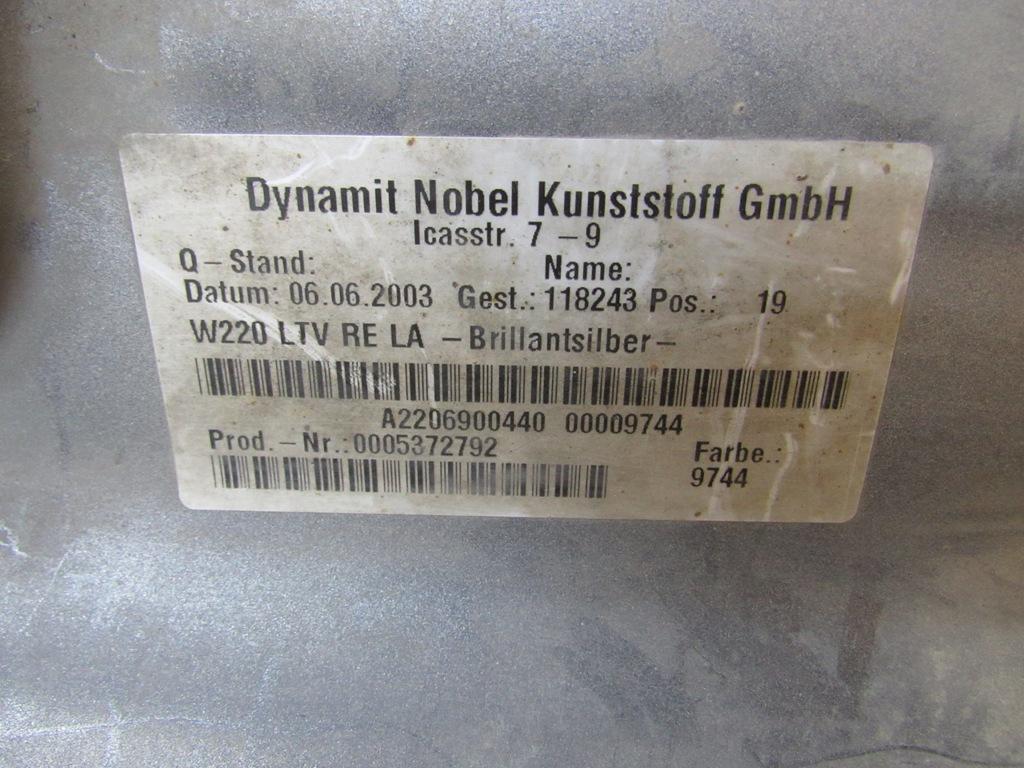 Dynamit Nobel Kunststoff GmbH
Icasstr. 7 – 9
Q – Stand: Name:
Datum: 06.06.2003 Gest.: 118243 Pos.: 19
W220 LTV RE LA – Brillantsilber –
A2206900440 00009744
Prod. – Nr.: 0005372792 Farbe.:
9744